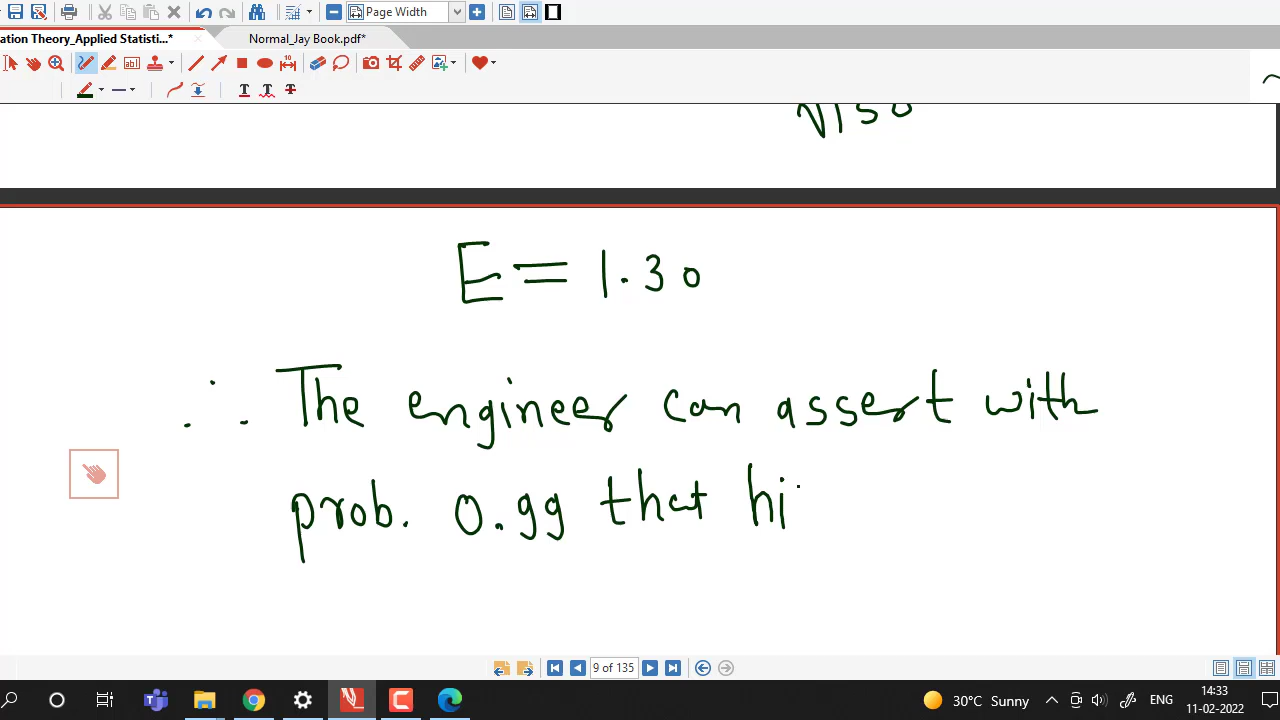 Page Width
ation Theory_Applied Statisti...*
Normal_Jay Book.pdf*
√150
E = 1.30
∴ The engineer can assert with
prob. 0.99 that hi
9 of 135
30°C Sunny
ENG
14:33
11-02-2022